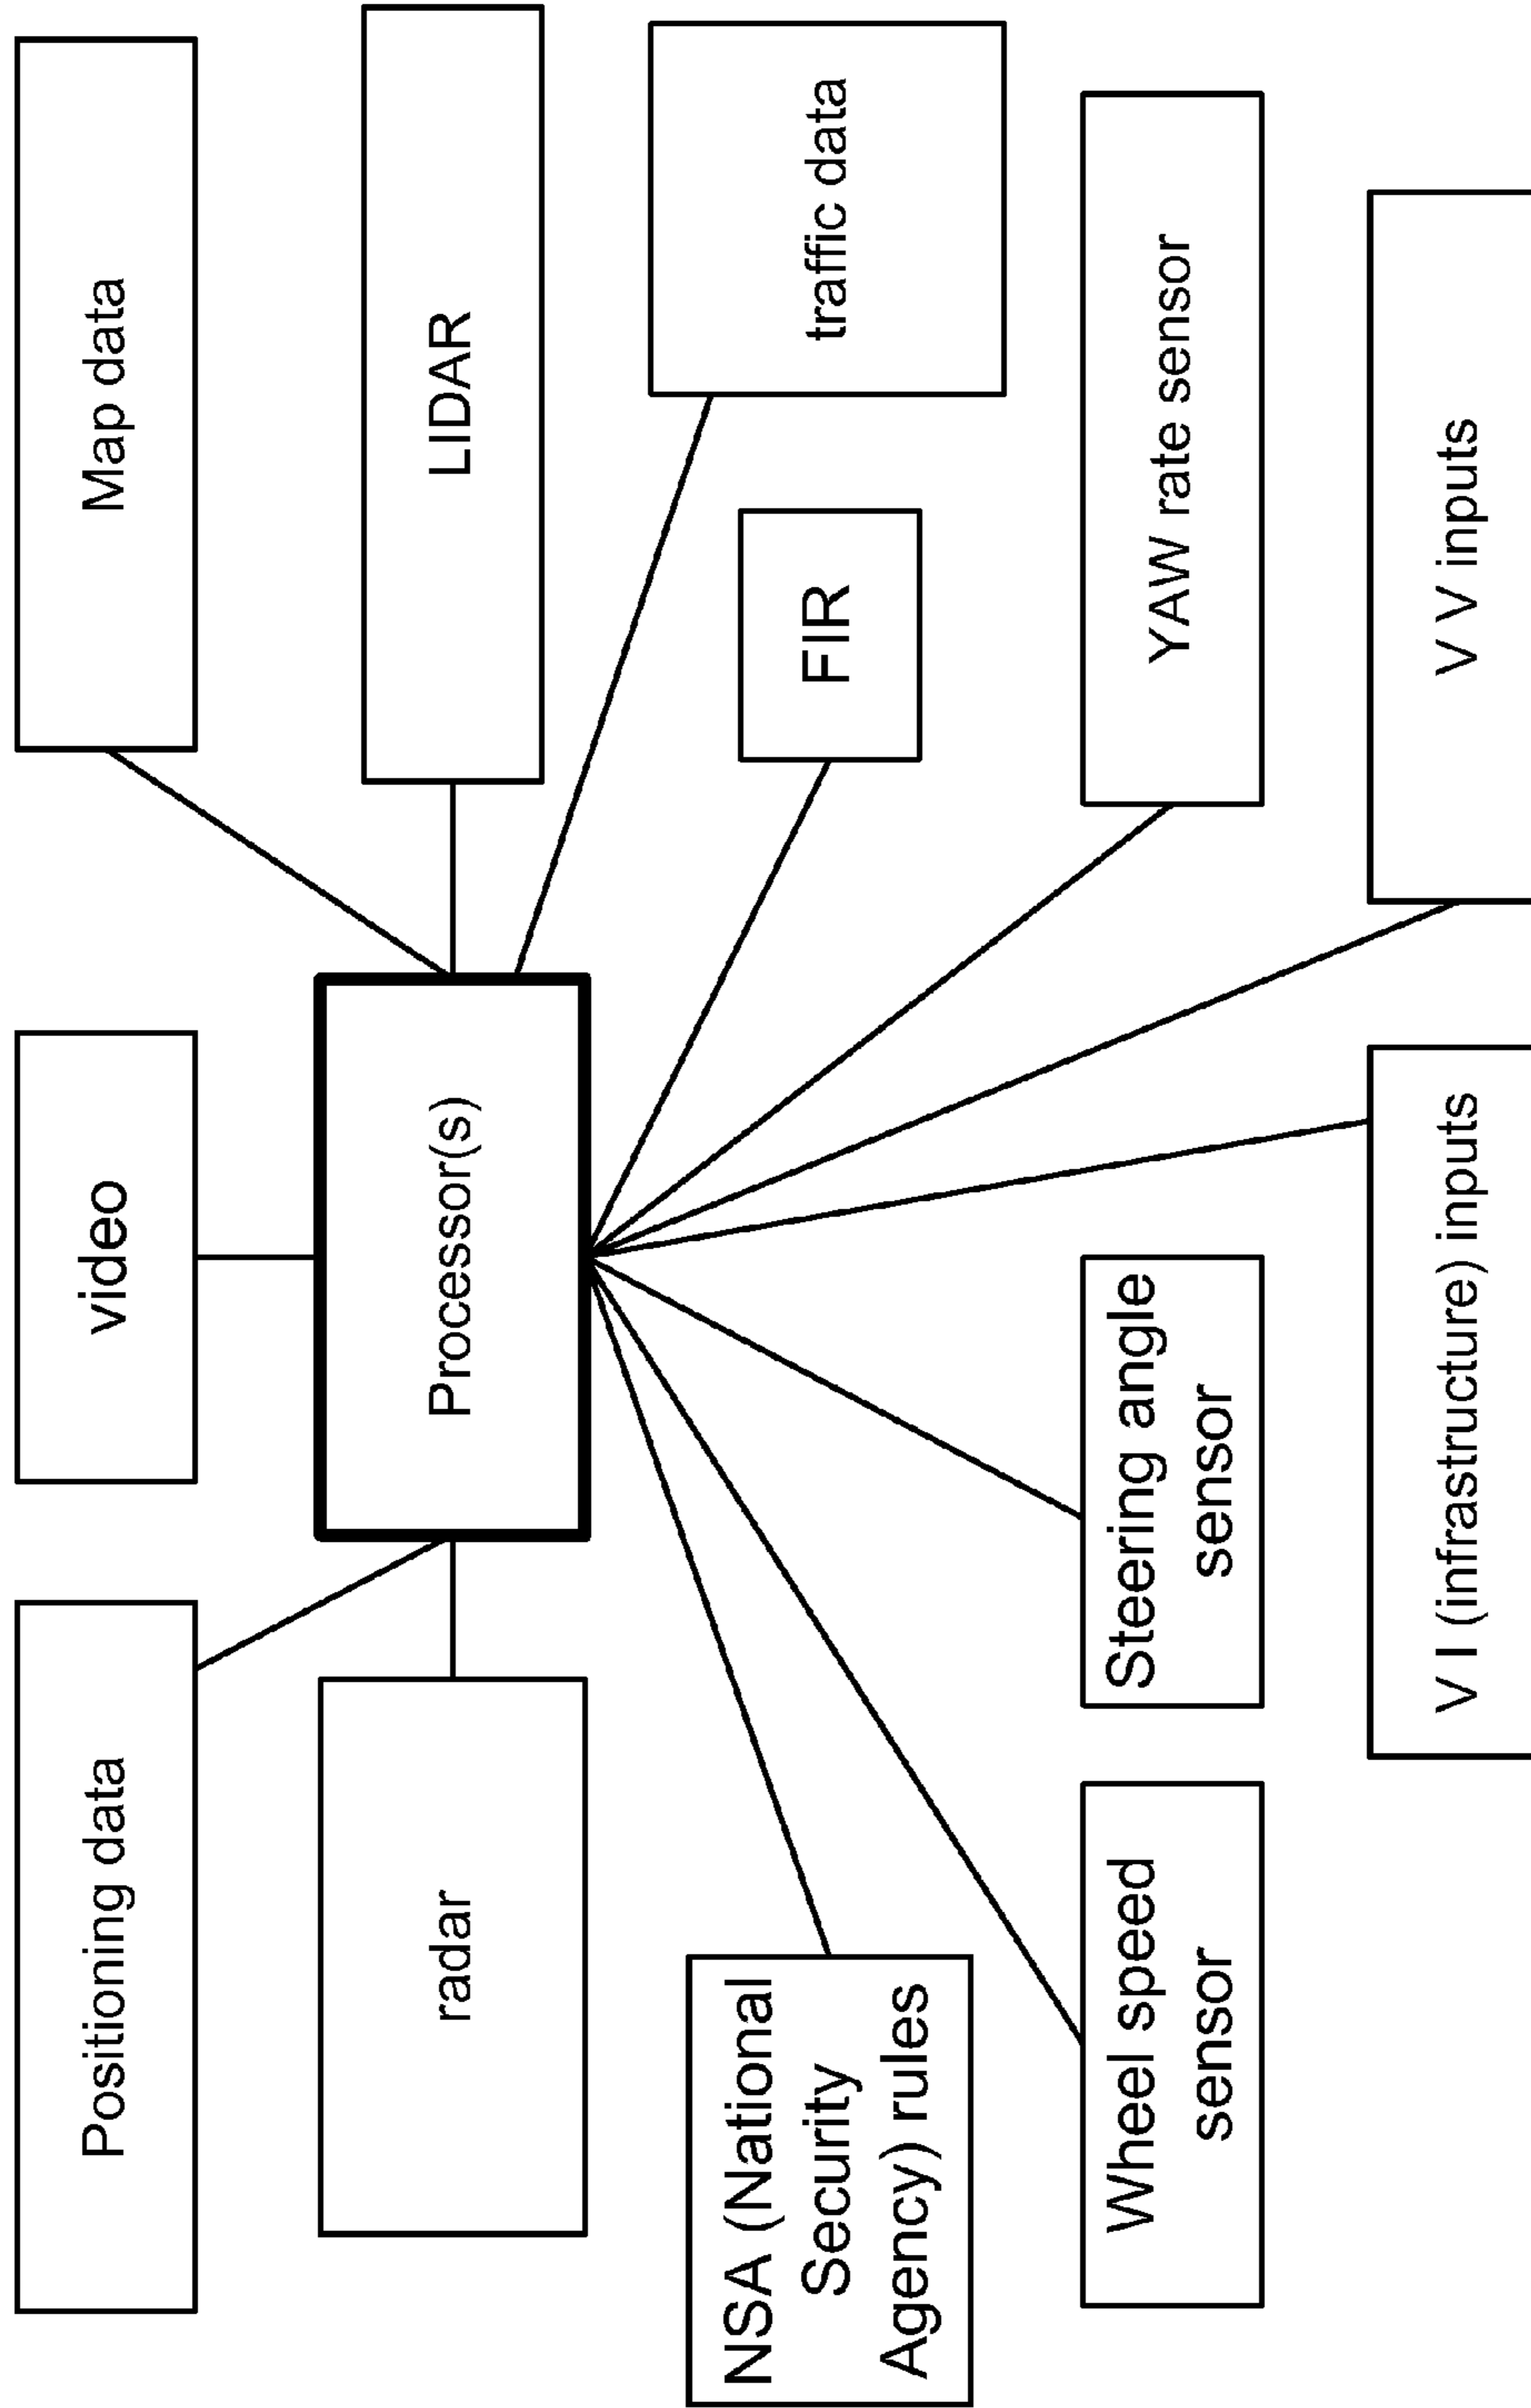 Positioning data
video
Map data
radar
Processor(s)
LIDAR
NSA (National
Security
Agency) rules
FIR
traffic data
Wheel speed
sensor
Steering angle
sensor
YAW rate sensor
V I (infrastructure) inputs
V V inputs